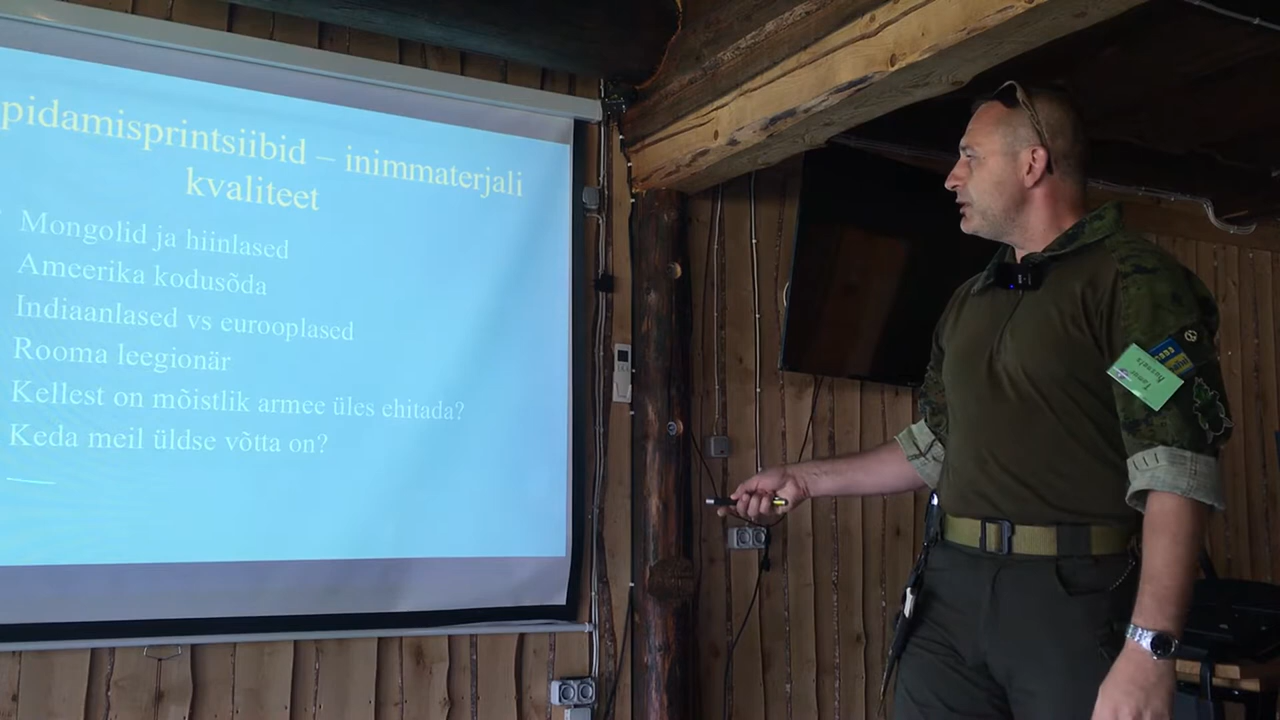 pidamisprintsiibid – inimmaterjali
kvaliteet
Mongolid ja hiinlased
Ameerika kodusõda
Indiaanlased vs eurooplased
Rooma leegionär
Kellest on mõistlik armee üles ehitada?
Keda meil üldse võtta on?